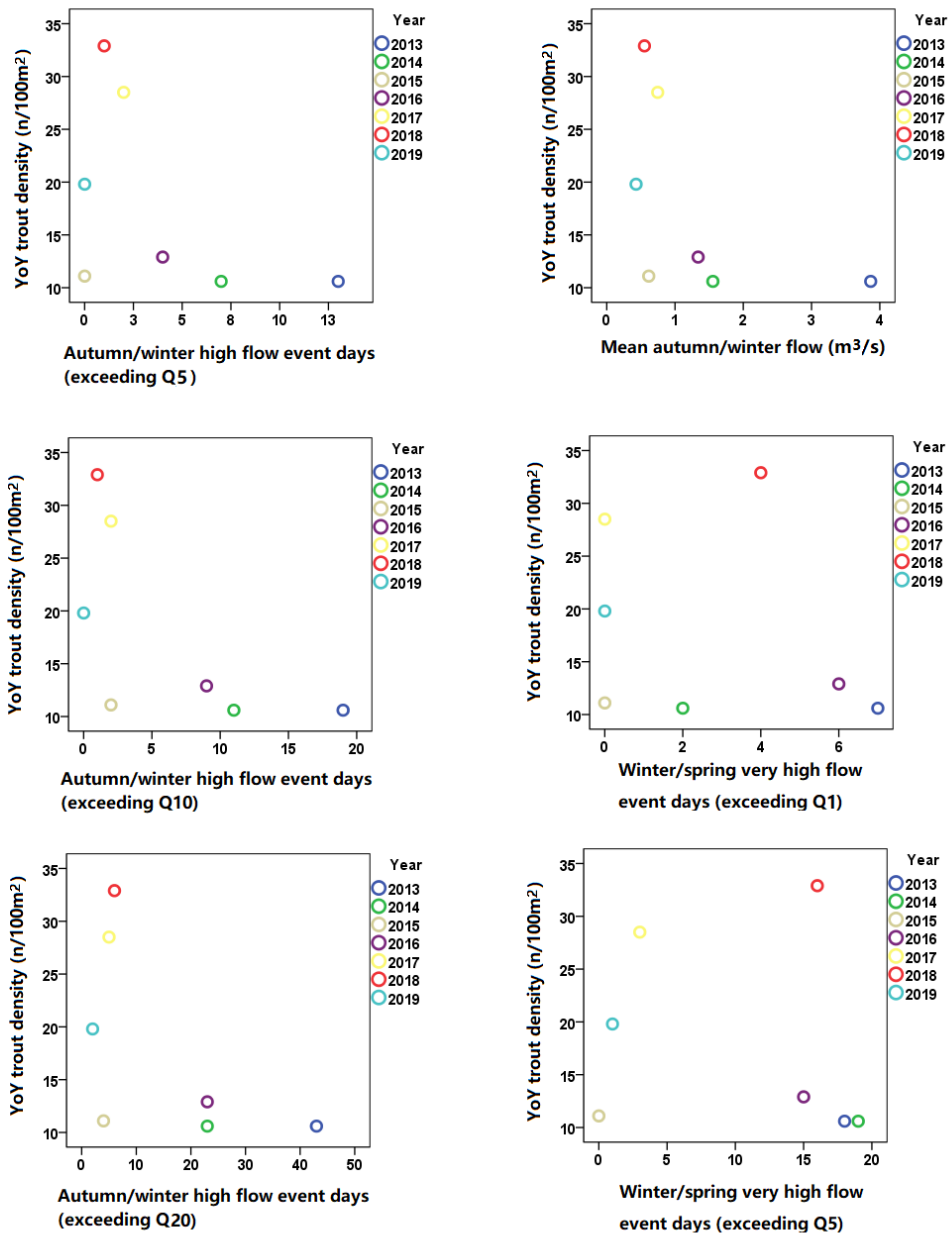 Year
2013
2014
2015
2016
2017
2018
2019
YoY trout density (n/100m²)
35
30
25
20
15
10
0 3 5 8 10 13
Autumn/winter high flow event days
(exceeding Q5)
Year
2013
2014
2015
2016
2017
2018
2019
YoY trout density (n/100m²)
35
30
25
20
15
10
0 1 2 3 4
Mean autumn/winter flow (m³/s)
Year
2013
2014
2015
2016
2017
2018
2019
YoY trout density (n/100m²)
35
30
25
20
15
10
0 5 10 15 20
Autumn/winter high flow event days
(exceeding Q10)
Year
2013
2014
2015
2016
2017
2018
2019
YoY trout density (n/100m²)
35
30
25
20
15
10
0 2 4 6
Winter/spring very high flow
event days (exceeding Q1)
Year
2013
2014
2015
2016
2017
2018
2019
YoY trout density (n/100m²)
35
30
25
20
15
10
0 10 20 30 40 50
Autumn/winter high flow event days
(exceeding Q20)
Year
2013
2014
2015
2016
2017
2018
2019
YoY trout density (n/100m²)
35
30
25
20
15
10
0 5 10 15 20
Winter/spring very high flow
event days (exceeding Q5)